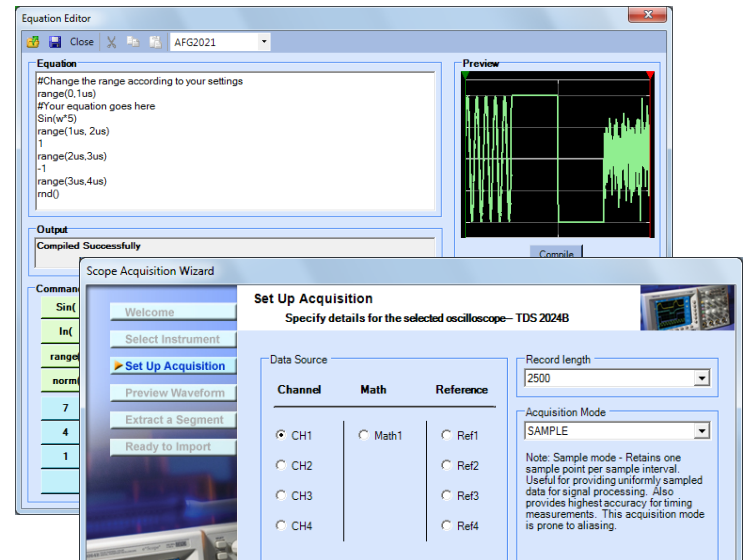 Equation Editor
Close
AFG2021
Equation
#Change the range according to your settings
range(0,1us)
#Your equation goes here
Sin(w*5)
range(1us, 2us)
1
range(2us,3us)
-1
range(3us,4us)
rnd()
Preview
Output
Compiled Successfully
Compile
Comman
Sin(
ln(
range(
norm(
7
4
1
Scope Acquisition Wizard
Welcome
Select Instrument
Set Up Acquisition
Preview Waveform
Extract a Segment
Ready to Import
Set Up Acquisition
Specify details for the selected oscilloscope-- TDS 2024B
Data Source
Channel Math Reference
CH1 Math1 Ref1
CH2 Ref2
CH3 Ref3
CH4 Ref4
Record length
2500
Acquisition Mode
SAMPLE
Note: Sample mode - Retains one
sample point per sample interval.
Useful for providing uniformly sampled
data for signal processing. Also
provides highest accuracy for timing
measurements. This acquisition mode
is prone to aliasing.